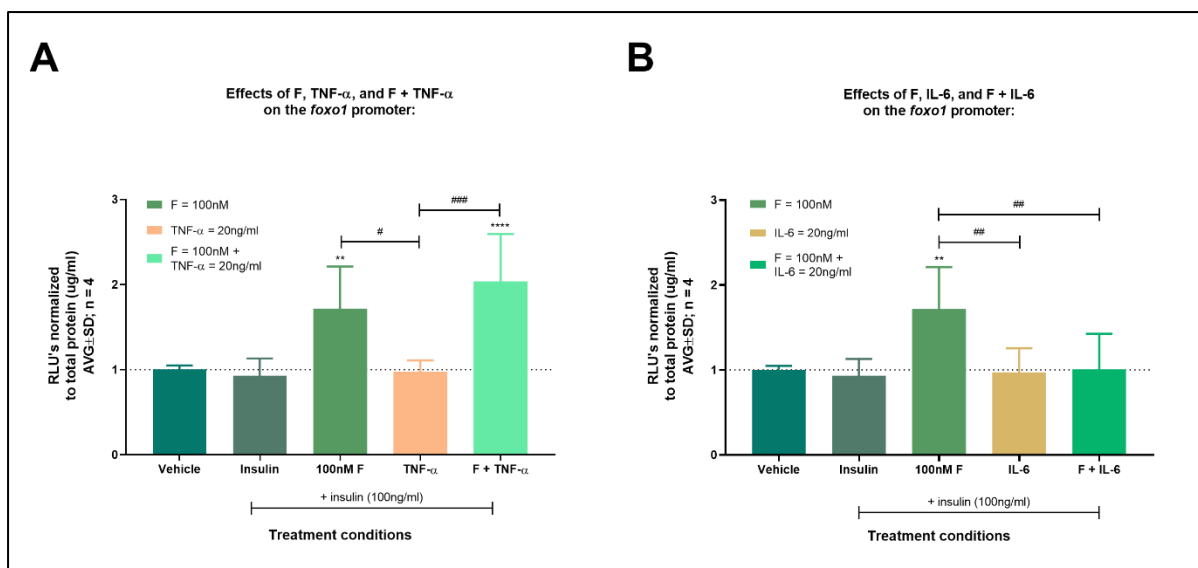 A
Effects of F, TNF-α, and F + TNF-α
on the foxo1 promoter:
F = 100nM
TNF-α = 20ng/ml
F = 100nM +
TNF-α = 20ng/ml
RLU's normalized
to total protein (ug/ml)
AVG±SD; n = 4
3
2
1
0
**
#
###
****
Vehicle
Insulin
100nM F
TNF-α
F + TNF-α
+ insulin (100ng/ml)
Treatment conditions
B
Effects of F, IL-6, and F + IL-6
on the foxo1 promoter:
F = 100nM
IL-6 = 20ng/ml
F = 100nM +
IL-6 = 20ng/ml
RLU's normalized
to total protein (ug/ml)
AVG±SD; n = 4
3
2
1
0
**
##
##
Vehicle
Insulin
100nM F
IL-6
F + IL-6
+ insulin (100ng/ml)
Treatment conditions